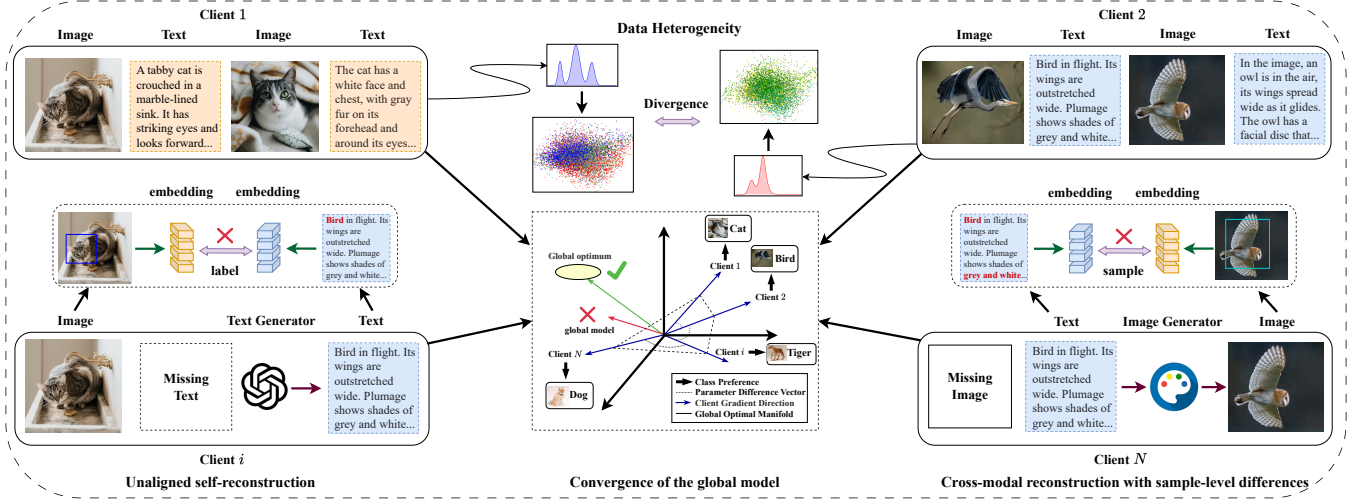 Client 1
Image
Text
Image
Text
A tabby cat is
crouched in a
marble-lined
sink. It has
striking eyes and
looks forward...
The cat has a
white face and
chest, with gray
fur on its
forehead and
around its eyes...
Data Heterogeneity
Divergence
Client 2
Image
Text
Image
Text
Bird in flight. Its
wings are
outstretched
wide. Plumage
shows shades of
grey and white...
In the image, an
owl is in the air,
its wings spread
wide as it glides.
The owl has a
facial disc that...
embedding
embedding
label
Bird in flight. Its
wings are
outstretched
wide. Plumage
shows shades of
grey and white...
Image
Text Generator
Text
Missing
Text
Bird in flight. Its
wings are
outstretched
wide. Plumage
shows shades of
grey and white...
Client i
Unaligned self-reconstruction
Global optimum
global model
Cat
Client 1
Bird
Client 2
Client N
Dog
Client i
Tiger
Class Preference
Parameter Difference Vector
Client Gradient Direction
Global Optimal Manifold
Convergence of the global model
embedding
embedding
Bird in flight. Its
wings are
outstretched
wide. Plumage
shows shades of
grey and white...
sample
Text
Image Generator
Image
Missing
Image
Bird in flight. Its
wings are
outstretched
wide. Plumage
shows shades of
grey and white...
Client N
Cross-modal reconstruction with sample-level differences